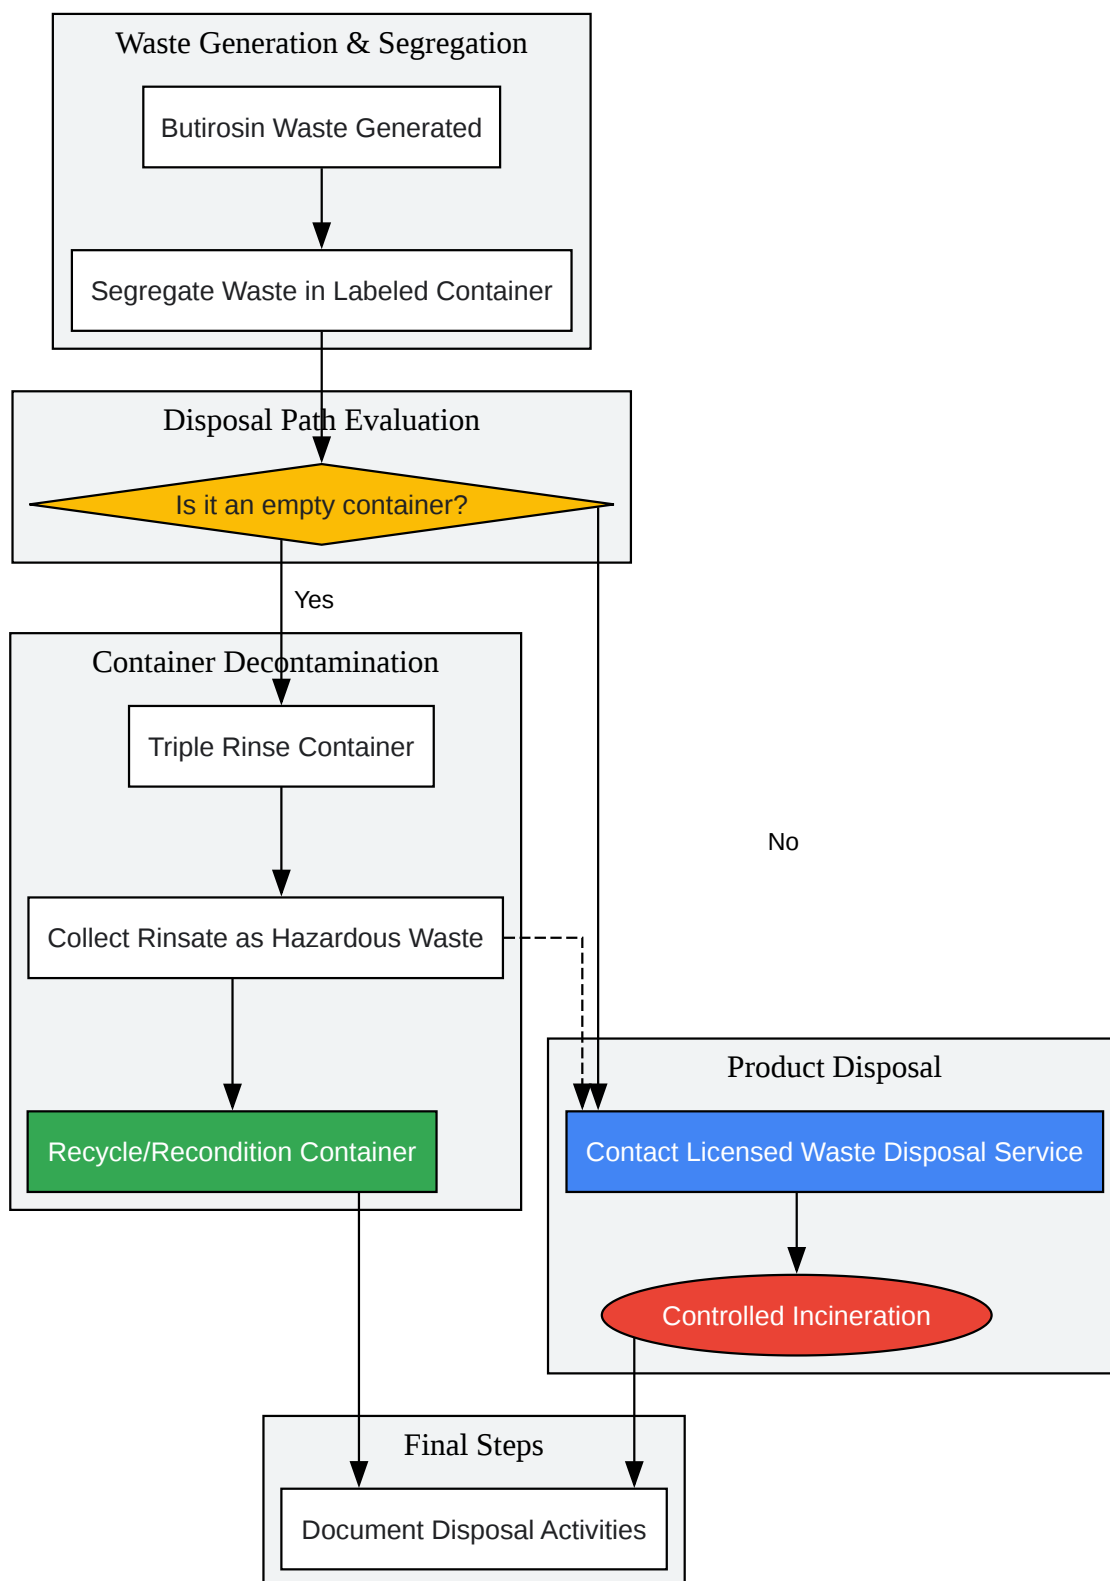 Waste Generation & Segregation
Butirosin Waste Generated
Segregate Waste in Labeled Container
Disposal Path Evaluation
Is it an empty container?
Yes
Container Decontamination
Triple Rinse Container
No
Collect Rinsate as Hazardous Waste
Product Disposal
Recycle/Recondition Container
Contact Licensed Waste Disposal Service
Controlled Incineration
Final Steps
Document Disposal Activities